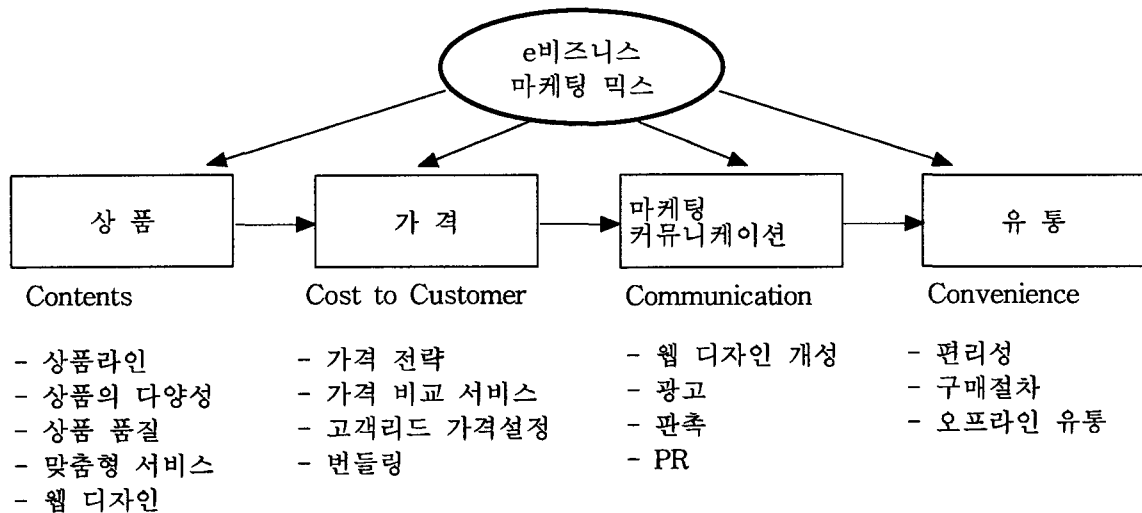 e비즈니스
마케팅 믹스
상 품
가 격
마케팅
커뮤니케이션
유 통
Contents
Cost to Customer
Communication
Convenience
- 상품라인
- 상품의 다양성
- 상품 품질
- 맞춤형 서비스
- 웹 디자인
- 가격 전략
- 가격 비교 서비스
- 고객리드 가격설정
- 번들링
- 웹 디자인 개성
- 광고
- 판촉
- PR
- 편리성
- 구매절차
- 오프라인 유통